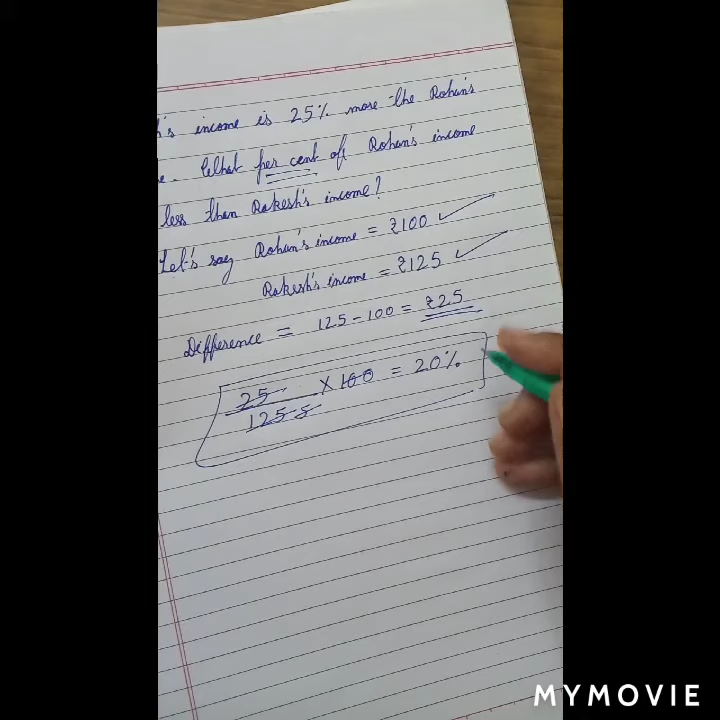 's income is 25% more the Rohan's
e. What per cent of Rohan's income
less than Rakesh's income?
Let's say Rohan's income = ₹100
Rakesh's income = ₹125
Difference = 125-100 = ₹25
25
125 5 × 100 = 20%
MYMOVIE